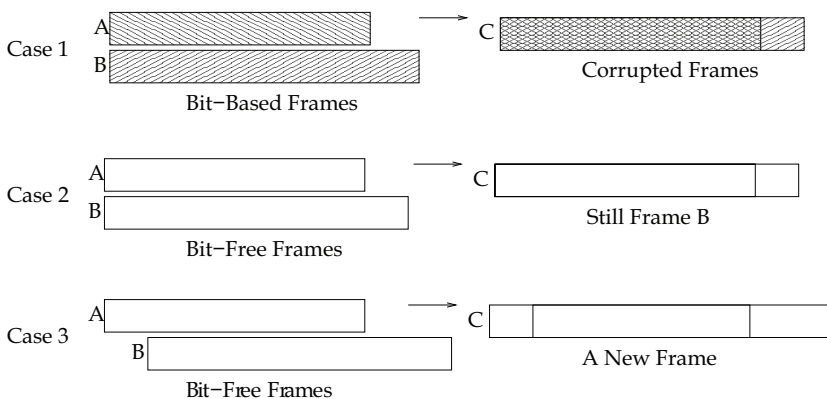 Case 1
A
B
Bit−Based Frames
C
Corrupted Frames
Case 2
A
B
Bit−Free Frames
C
Still Frame B
Case 3
A
B
Bit−Free Frames
C
A New Frame